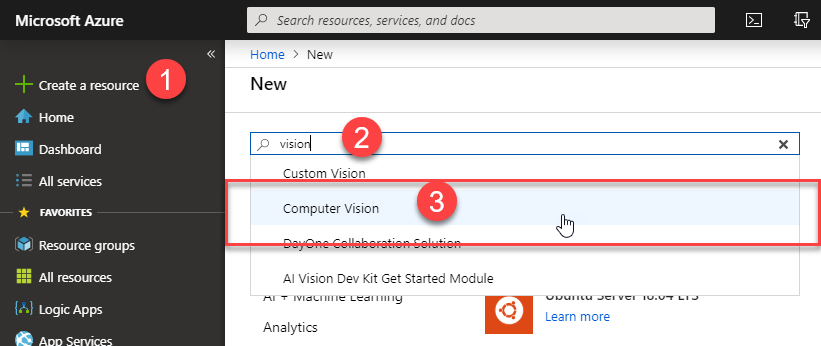 Microsoft Azure
Search resources, services, and docs
«
Create a resource
1
Home
Dashboard
All services
FAVORITES
Resource groups
All resources
Logic Apps
App Services
Home > New
New
vision
2
×
Custom Vision
Computer Vision
3
DayOne Collaboration Solution
AI Vision Dev Kit Get Started Module
AI + Machine Learning
Analytics
Ubuntu Server 18.04 LTS
Learn more